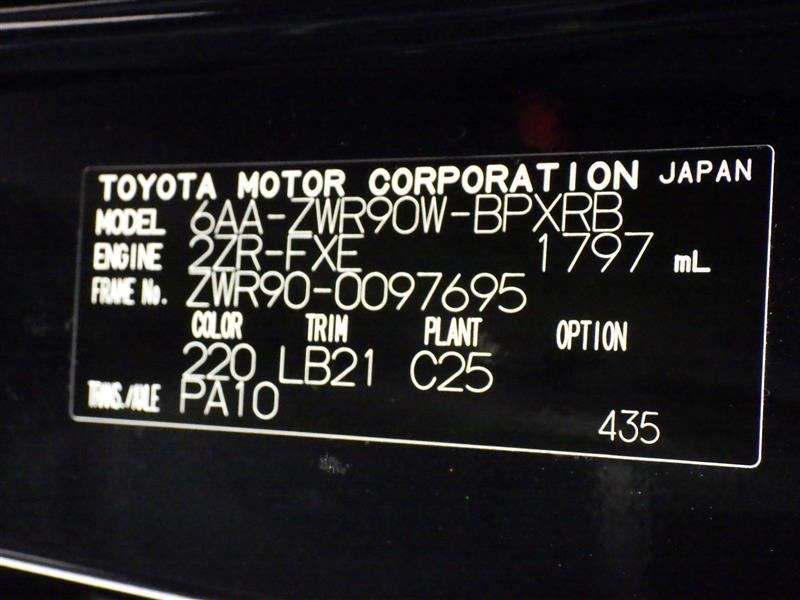 TOYOTA MOTOR CORPORATION JAPAN
MODEL 6AA-ZWR90W-BPXRB
ENGINE 2ZR-FXE 1797 mL
FRAME No. ZWR90-0097695
COLOR TRIM PLANT OPTION
220 LB21 C25
TRANS./AXLE PA10
435